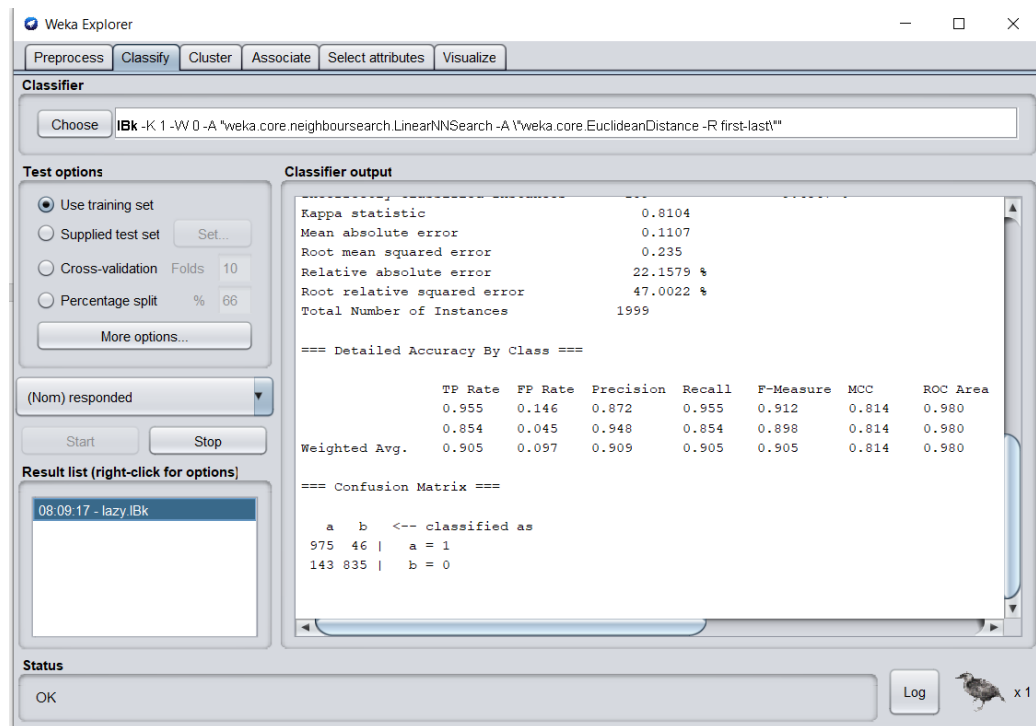 Weka Explorer
Preprocess Classify Cluster Associate Select attributes Visualize
Classifier
Choose IBk -K 1 -W 0 -A "weka.core.neighboursearch.LinearNNSearch -A \"weka.core.EuclideanDistance -R first-last\""
Test options
Use training set
Supplied test set Set...
Cross-validation Folds 10
Percentage split % 66
More options...
(Nom) responded
Start Stop
Result list (right-click for options)
08:09:17 - lazy.IBk
Classifier output
Kappa statistic 0.8104
Mean absolute error 0.1107
Root mean squared error 0.235
Relative absolute error 22.1579 %
Root relative squared error 47.0022 %
Total Number of Instances 1999
=== Detailed Accuracy By Class ===
TP Rate FP Rate Precision Recall F-Measure MCC ROC Area
0.955 0.146 0.872 0.955 0.912 0.814 0.980
0.854 0.045 0.948 0.854 0.898 0.814 0.980
Weighted Avg. 0.905 0.097 0.909 0.905 0.905 0.814 0.980
=== Confusion Matrix ===
a b <-- classified as
975 46 | a = 1
143 835 | b = 0
Status
OK
Log x 1